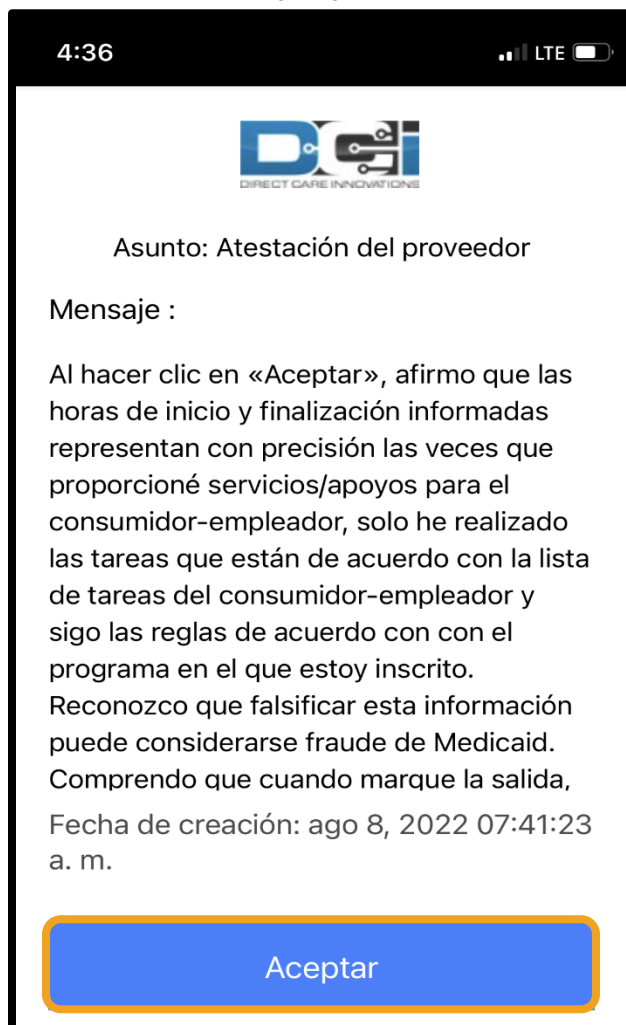 4:36
LTE
DCi
DIRECT CARE INNOVATIONS
Asunto: Atestación del proveedor
Mensaje :
Al hacer clic en «Aceptar», afirmo que las
horas de inicio y finalización informadas
representan con precisión las veces que
proporcioné servicios/apoyos para el
consumidor-empleador, solo he realizado
las tareas que están de acuerdo con la lista
de tareas del consumidor-empleador y
sigo las reglas de acuerdo con con el
programa en el que estoy inscrito.
Reconozco que falsificar esta información
puede considerarse fraude de Medicaid.
Comprendo que cuando marque la salida,
Fecha de creación: ago 8, 2022 07:41:23
a. m.
Aceptar